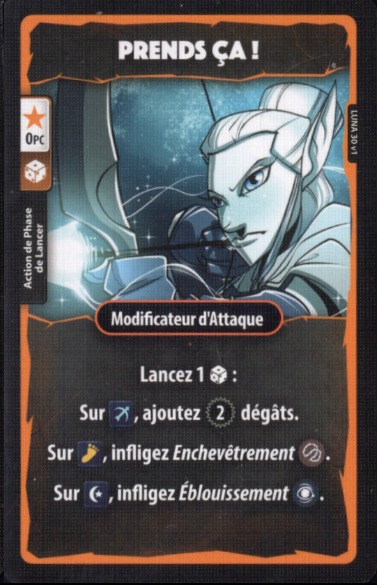 PRENDS ÇA !
0PC
Action de Phase
de Lancer
LUNA 30 v1
Modificateur d'Attaque
Lancez 1 :
Sur , ajoutez 2 dégâts.
Sur , infligez Enchevêtrement .
Sur , infligez Éblouissement .